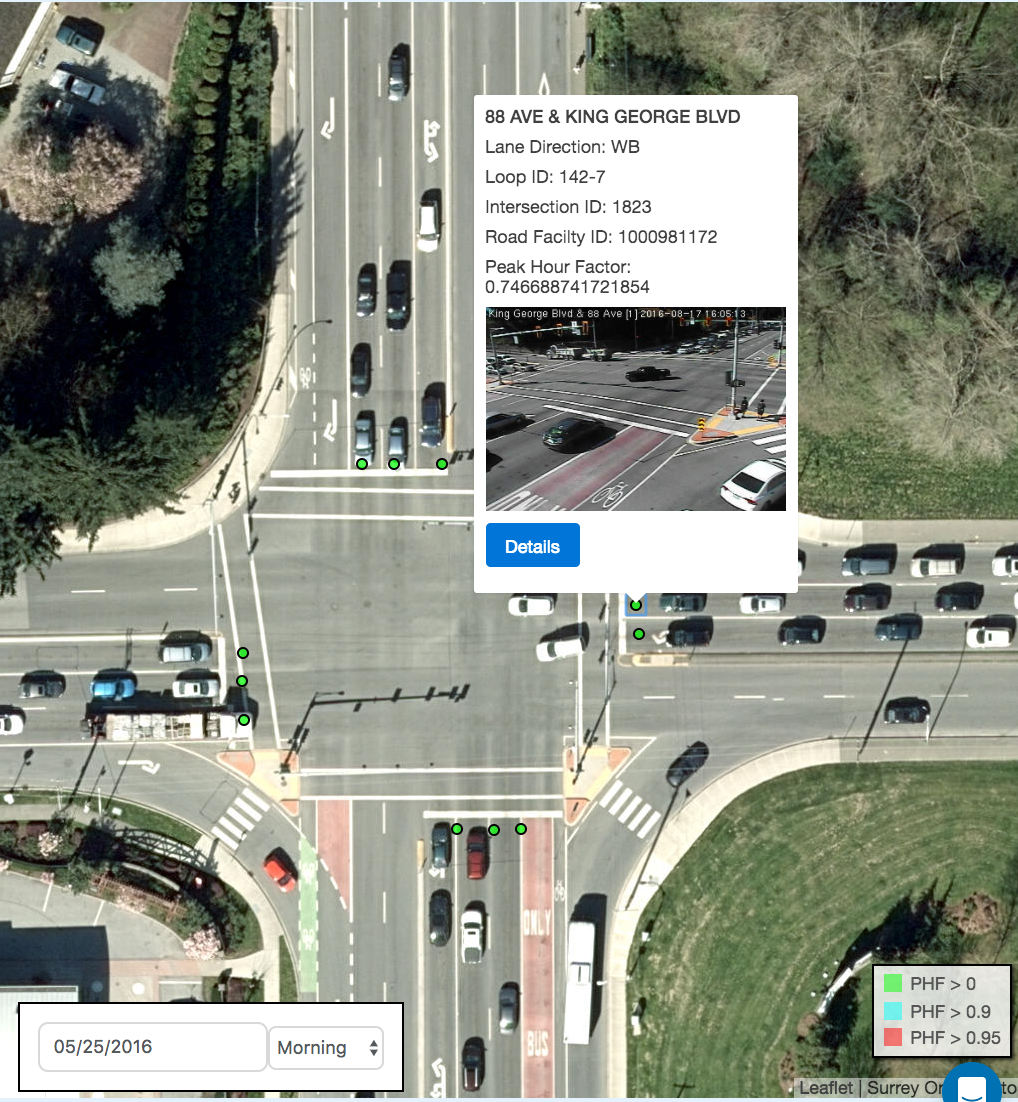 88 AVE & KING GEORGE BLVD
Lane Direction: WB
Loop ID: 142-7
Intersection ID: 1823
Road Facilty ID: 1000981172
Peak Hour Factor:
0.746688741721854
King George Blvd & 88 Ave [1] 2016-08-17 16:05:13
ONLY
Details
ONLY
BUS
PHF > 0
PHF > 0.9
PHF > 0.95
05/25/2016
Morning
Leaflet | Surrey